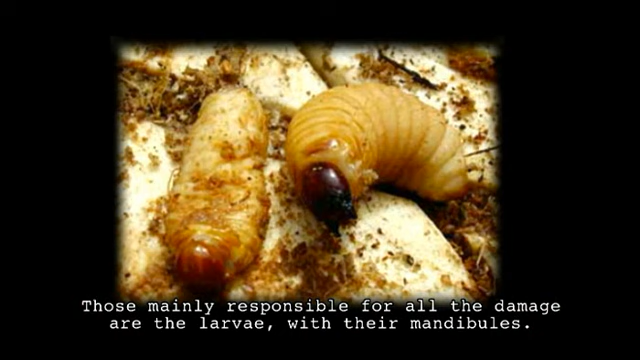 Those mainly responsible for all the damage
are the larvae, with their mandibules.